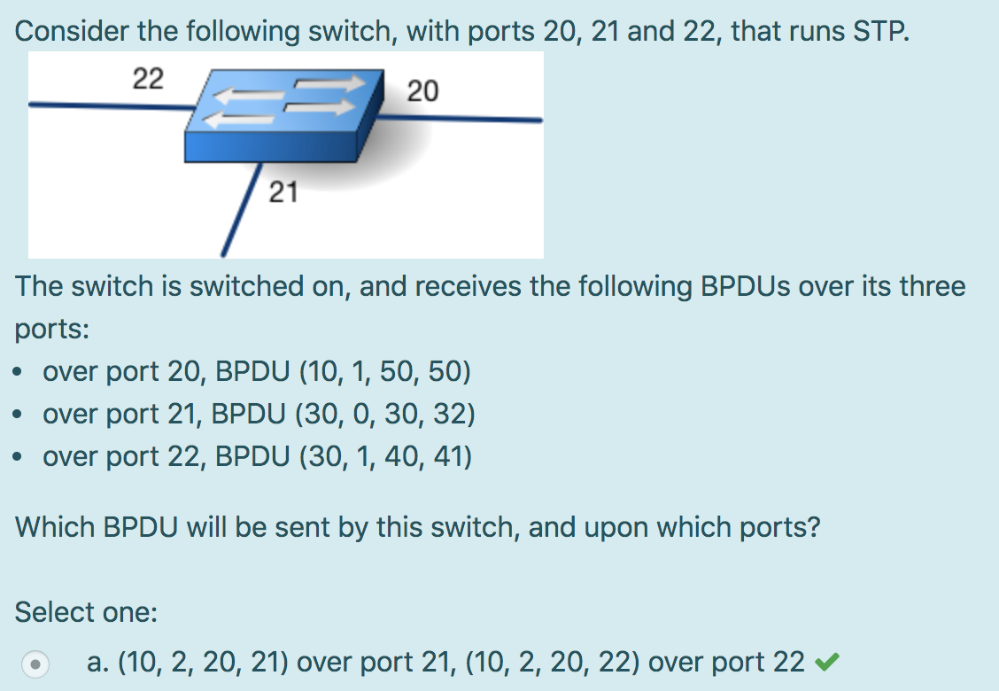 Consider the following switch, with ports 20, 21 and 22, that runs STP.
22
20
21
The switch is switched on, and receives the following BPDUs over its three
ports:
• over port 20, BPDU (10, 1, 50, 50)
• over port 21, BPDU (30, 0, 30, 32)
• over port 22, BPDU (30, 1, 40, 41)
Which BPDU will be sent by this switch, and upon which ports?
Select one:
a. (10, 2, 20, 21) over port 21, (10, 2, 20, 22) over port 22